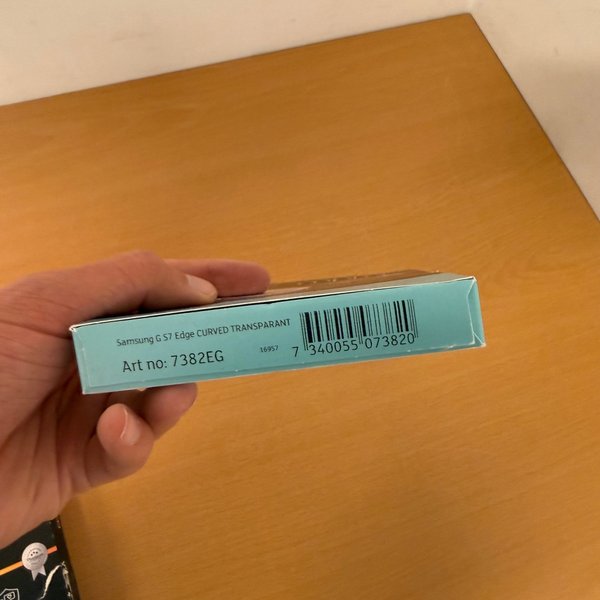 Samsung G S7 Edge CURVED TRANSPARANT
Art no: 7382EG
16957
7 340055 073820